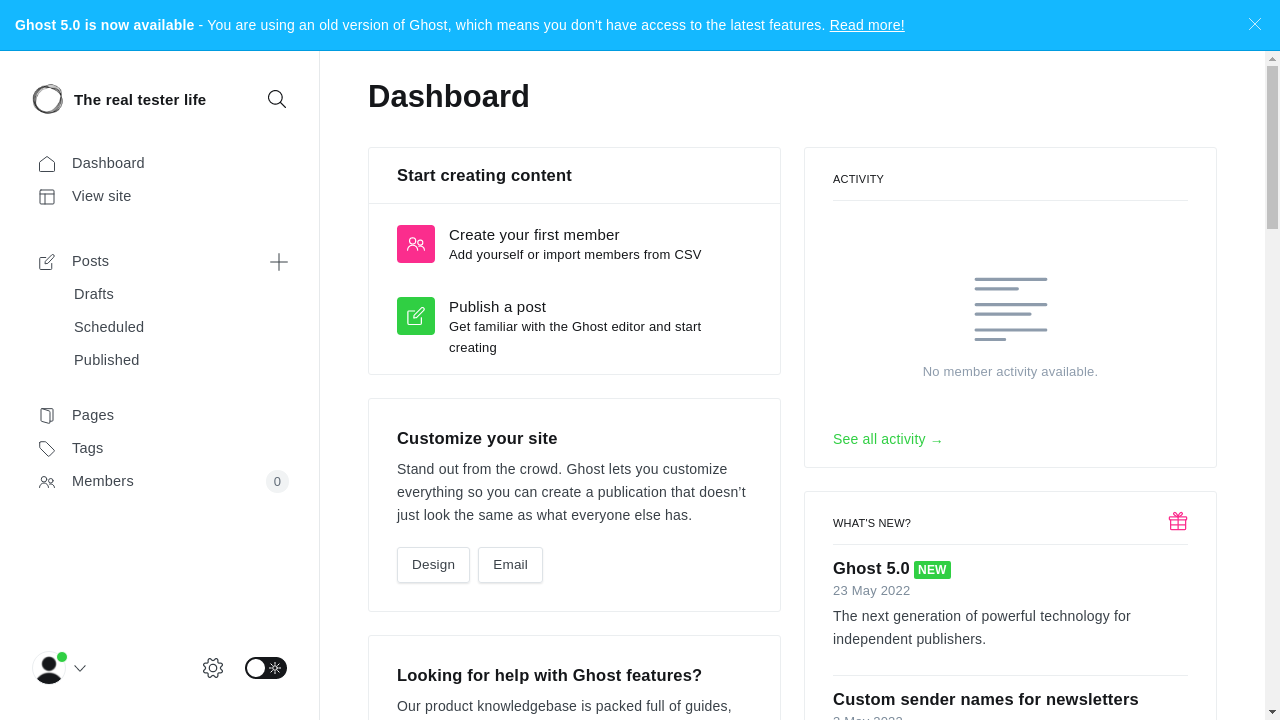 Ghost 5.0 is now available - You are using an old version of Ghost, which means you don't have access to the latest features. Read more!
The real tester life
Dashboard
View site
Posts
Drafts
Scheduled
Published
Pages
Tags
Members
0
Dashboard
Start creating content
Create your first member
Add yourself or import members from CSV
Publish a post
Get familiar with the Ghost editor and start
creating
Customize your site
Stand out from the crowd. Ghost lets you customize
everything so you can create a publication that doesn’t
just look the same as what everyone else has.
Design
Email
Looking for help with Ghost features?
Our product knowledgebase is packed full of guides,
ACTIVITY
No member activity available.
See all activity →
WHAT'S NEW?
Ghost 5.0 NEW
23 May 2022
The next generation of powerful technology for
independent publishers.
Custom sender names for newsletters